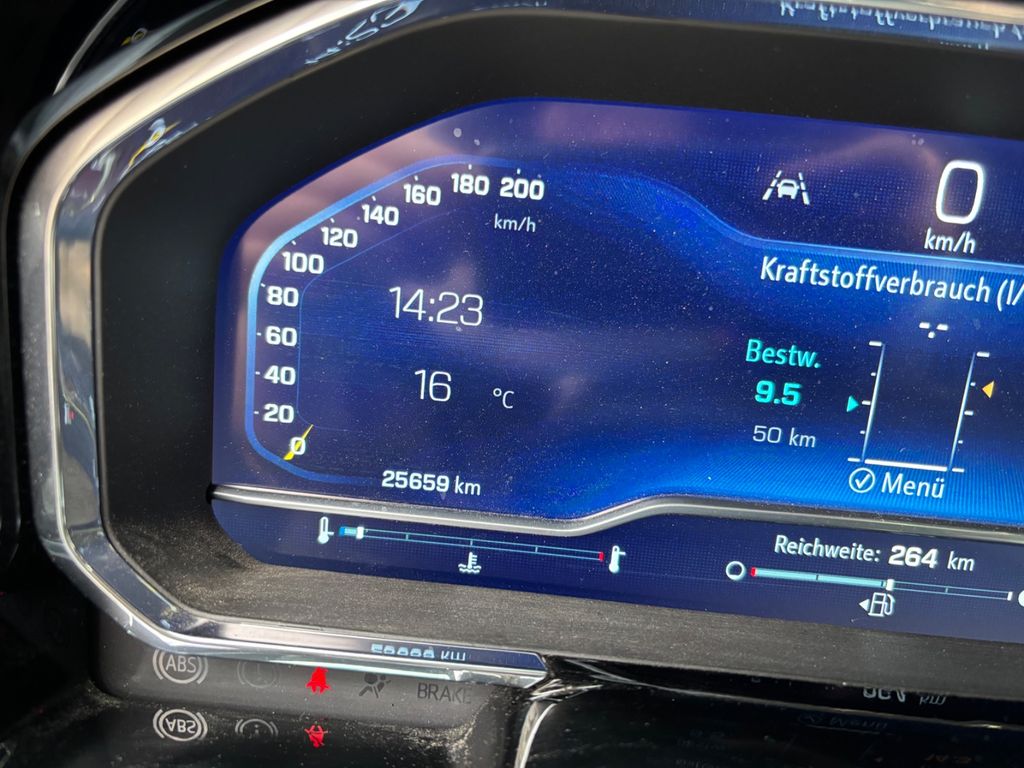 200
180
160
140
120
100
80
60
40
20
0
km/h
14:23
16 °C
25659 km
0
km/h
Kraftstoffverbrauch (l/
Bestw.
9.5
50 km
Menü
Reichweite: 264 km
ABS
BRAKE